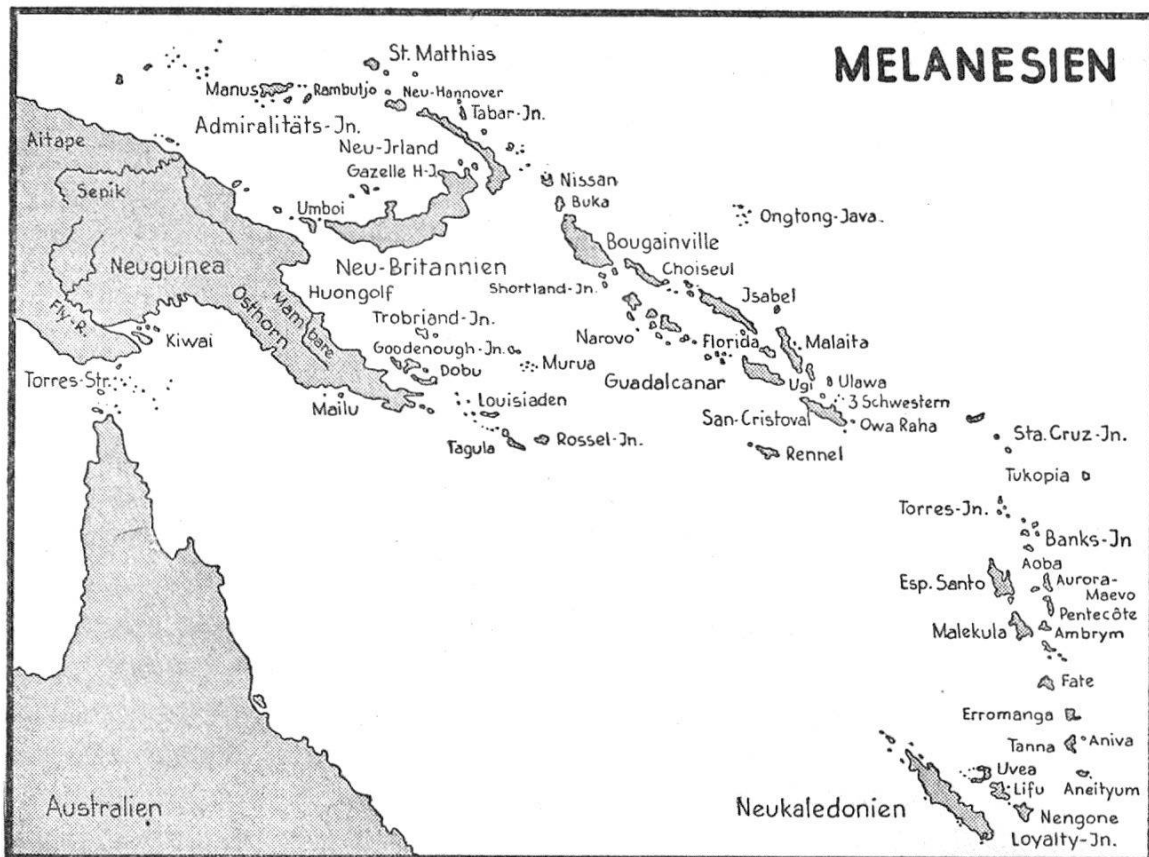 MELANESIEN
St. Matthias
Manus
Rambutjo
Neu-Hannover
Tabar-Jn.
Admiralitäts-Jn.
Aitape
Neu-Jrland
Gazelle H-J.
Sepik
Nissan
Umboi
Buka
Ongtong-Java.
Bougainville
Neuguinea
Neu-Britannien
Choiseul
Huongolf
Shortland-Jn.
Jsabel
Osthorn
Mambare
Fly-R.
Kiwai
Trobriand-Jn.
Narovo
Florida
Malaita
Goodenough-Jn.
Murua
Dobu
Guadalcanar
Ugi
Ulawa
Torres-Str.
Mailu
Louisiaden
3 Schwestern
San-Cristoval
Owa Raha
Tagula
Rossel-Jn.
Rennel
Sta. Cruz-Jn.
Tukopia
Torres-Jn.
Banks-Jn
Aoba
Esp. Santo
Aurora-
Maevo
Pentecôte
Malekula
Ambrym
Fate
Erromanga
Tanna
Aniva
Uvea
Lifu
Aneityum
Australien
Neukaledonien
Nengone
Loyalty-Jn.